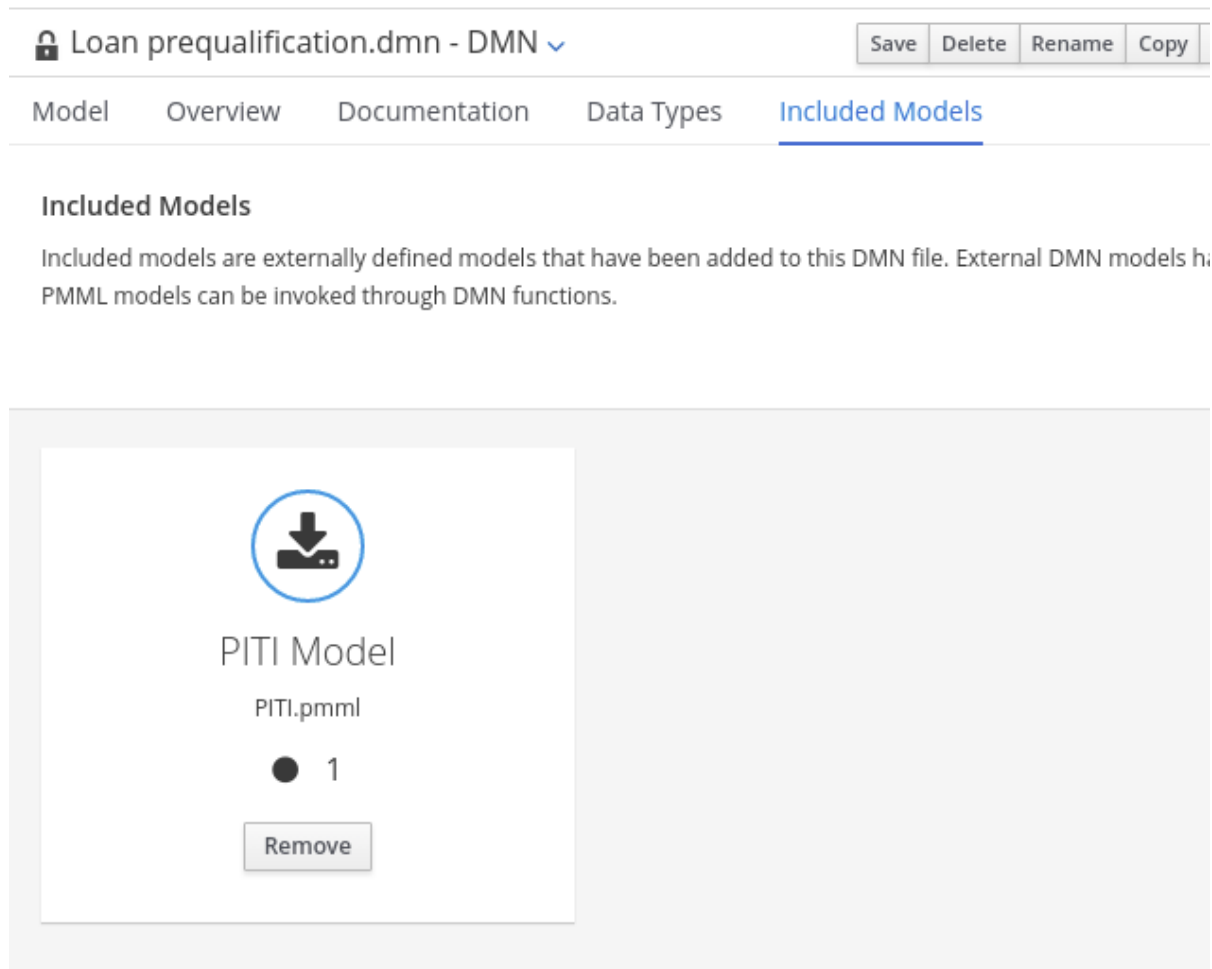 Loan prequalification.dmn - DMN
Save Delete Rename Copy
Model Overview Documentation Data Types Included Models
Included Models
Included models are externally defined models that have been added to this DMN file. External DMN models
PMML models can be invoked through DMN functions.
PITI Model
PITI.pmml
1
Remove